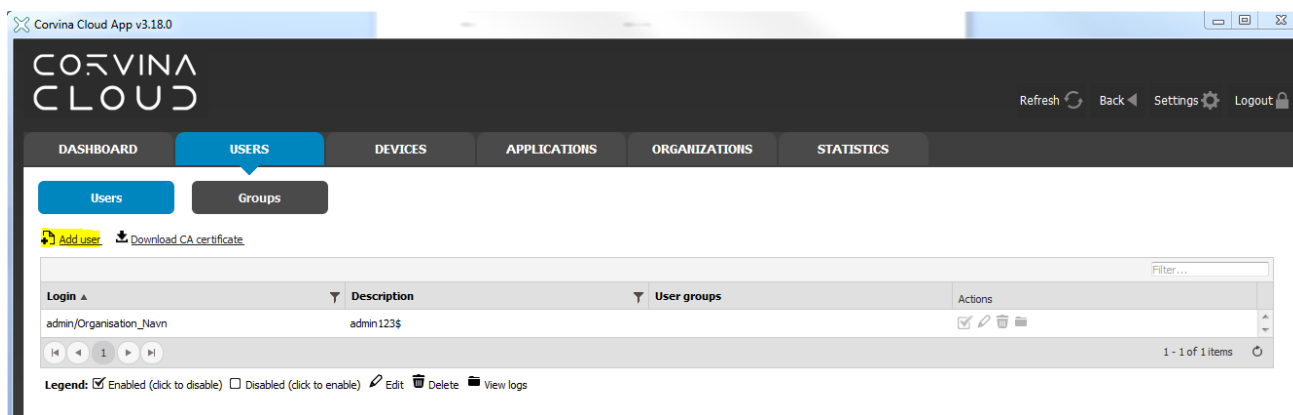 Corvina Cloud App v3.18.0
CORVINA
CLOUD
Refresh Back Settings Logout
DASHBOARD USERS DEVICES APPLICATIONS ORGANIZATIONS STATISTICS
Users Groups
Add user Download CA certificate
Filter...
Login Description User groups Actions
admin/Organisation_Navn admin123$
1 1 - 1 of 1 items
Legend: Enabled (click to disable) Disabled (click to enable) Edit Delete View logs